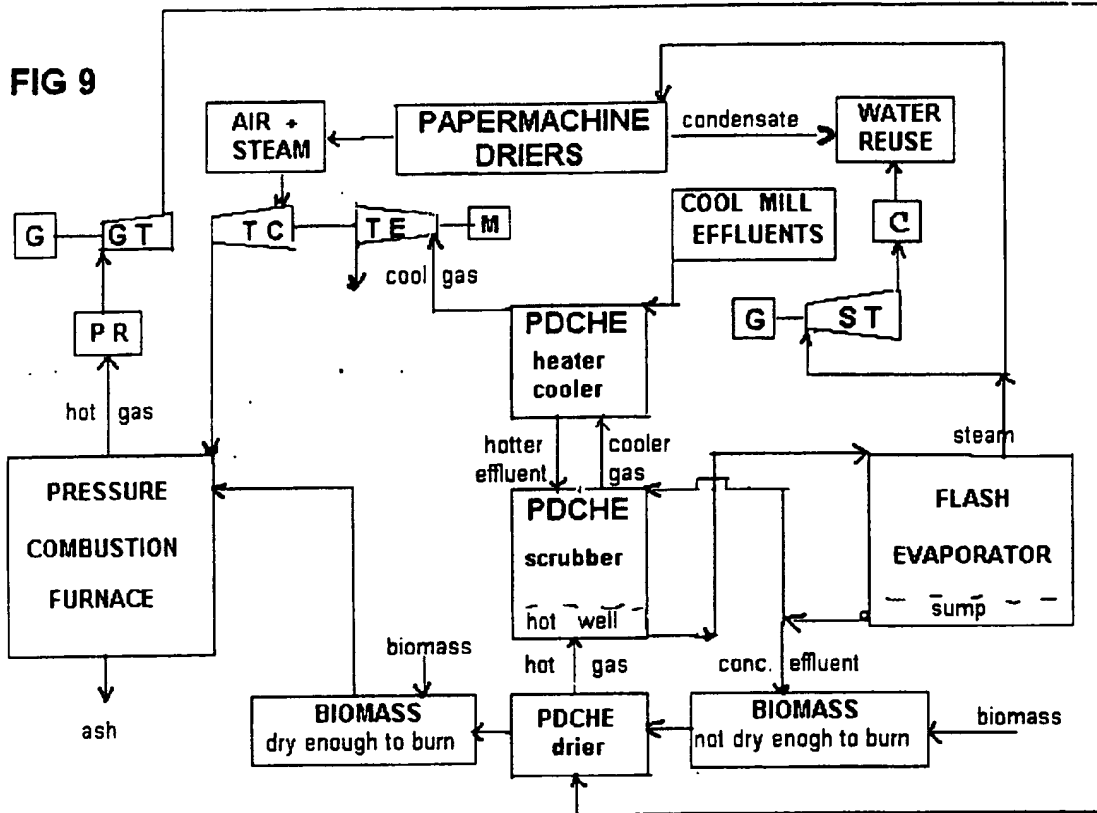 FIG 9
AIR +
STEAM
PAPERMACHINE
DRIERS
condensate
WATER
REUSE
COOL MILL
EFFLUENTS
C
G
GT
TC
TE
M
cool gas
G
ST
PR
PDCHE
heater
cooler
hot gas
hotter
effluent
cooler
gas
steam
PRESSURE
COMBUSTION
FURNACE
PDCHE
scrubber
hot well
FLASH
EVAPORATOR
sump
biomass
hot gas
conc. effluent
ash
BIOMASS
dry enough to burn
PDCHE
drier
BIOMASS
not dry enogh to burn
biomass